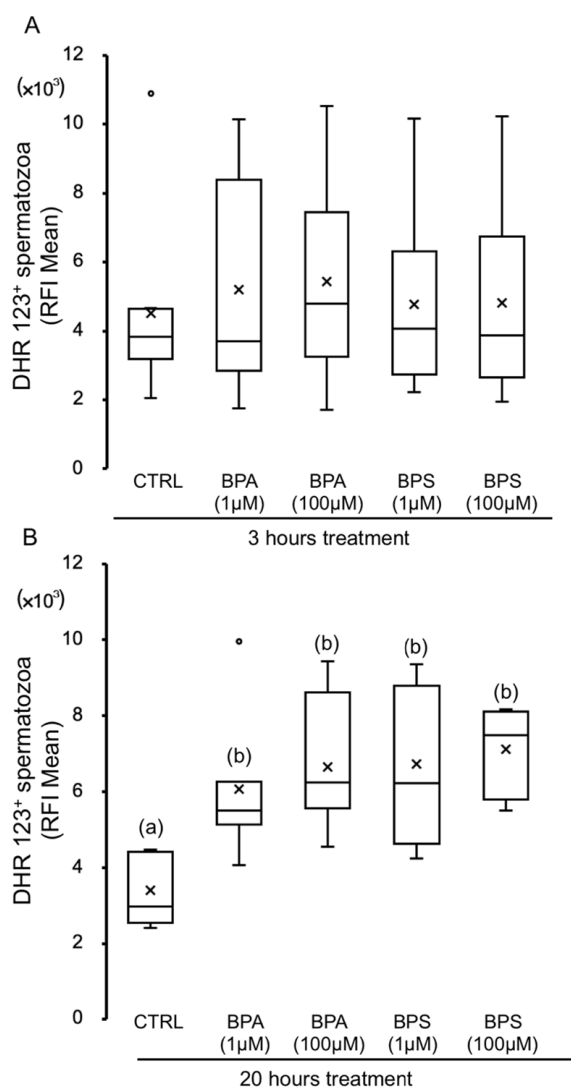 A
(×10³)
DHR 123⁺ spermatozoa
(RFI Mean)
12
10
8
6
4
2
0
CTRL BPA BPA BPS BPS
(1μM) (100μM) (1μM) (100μM)
3 hours treatment
B
(×10³)
DHR 123⁺ spermatozoa
(RFI Mean)
12
10
8
6
4
2
0
(a) (b) (b) (b) (b)
CTRL BPA BPA BPS BPS
(1μM) (100μM) (1μM) (100μM)
20 hours treatment